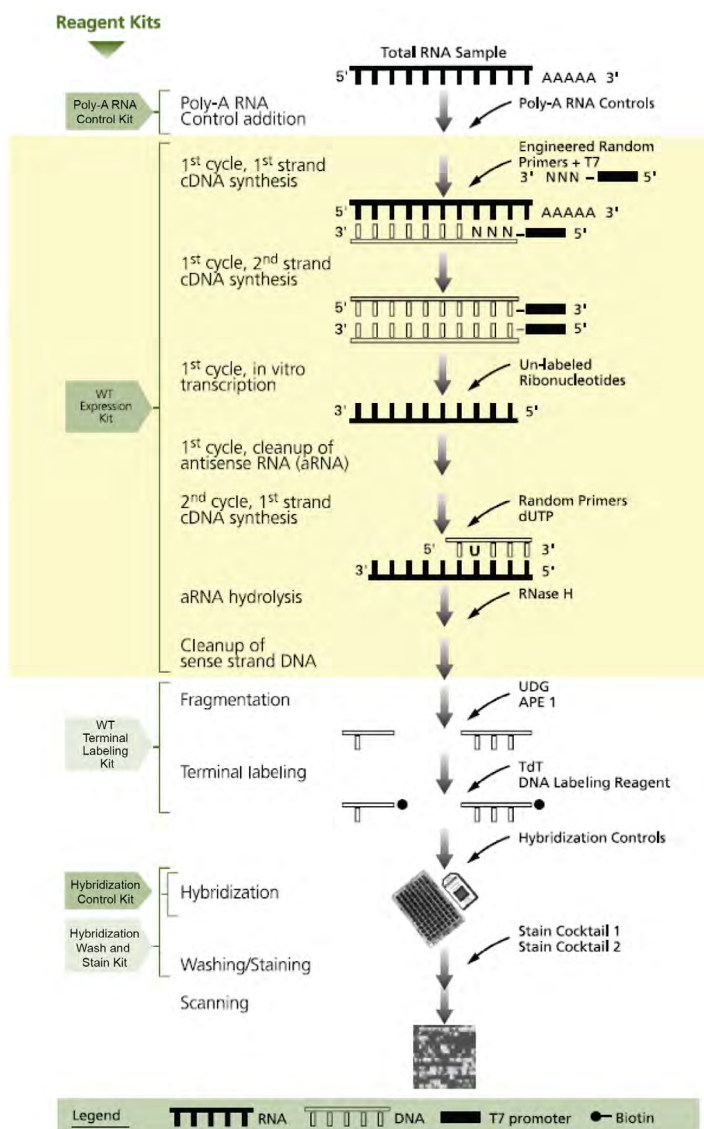 Reagent Kits
Total RNA Sample
5' AAAAA 3'
Poly-A RNA
Control Kit
Poly-A RNA
Control addition
Poly-A RNA Controls
WT
Expression
Kit
1st cycle, 1st strand
cDNA synthesis
Engineered Random
Primers + T7
3' NNN 5'
5' AAAAA 3'
3' N N N 5'
1st cycle, 2nd strand
cDNA synthesis
5' 3'
3' 5'
1st cycle, in vitro
transcription
Un-labeled
Ribonucleotides
3' 5'
1st cycle, cleanup of
antisense RNA (aRNA)
2nd cycle, 1st strand
cDNA synthesis
Random Primers
dUTP
5' U 3'
3' 5'
aRNA hydrolysis
RNase H
Cleanup of
sense strand DNA
WT
Terminal
Labeling
Kit
Fragmentation
UDG
APE 1
Terminal labeling
TdT
DNA Labeling Reagent
Hybridization Controls
Hybridization
Control Kit
Hybridization
Hybridization
Wash and
Stain Kit
Stain Cocktail 1
Stain Cocktail 2
Washing/Staining
Scanning
Legend RNA DNA T7 promoter Biotin